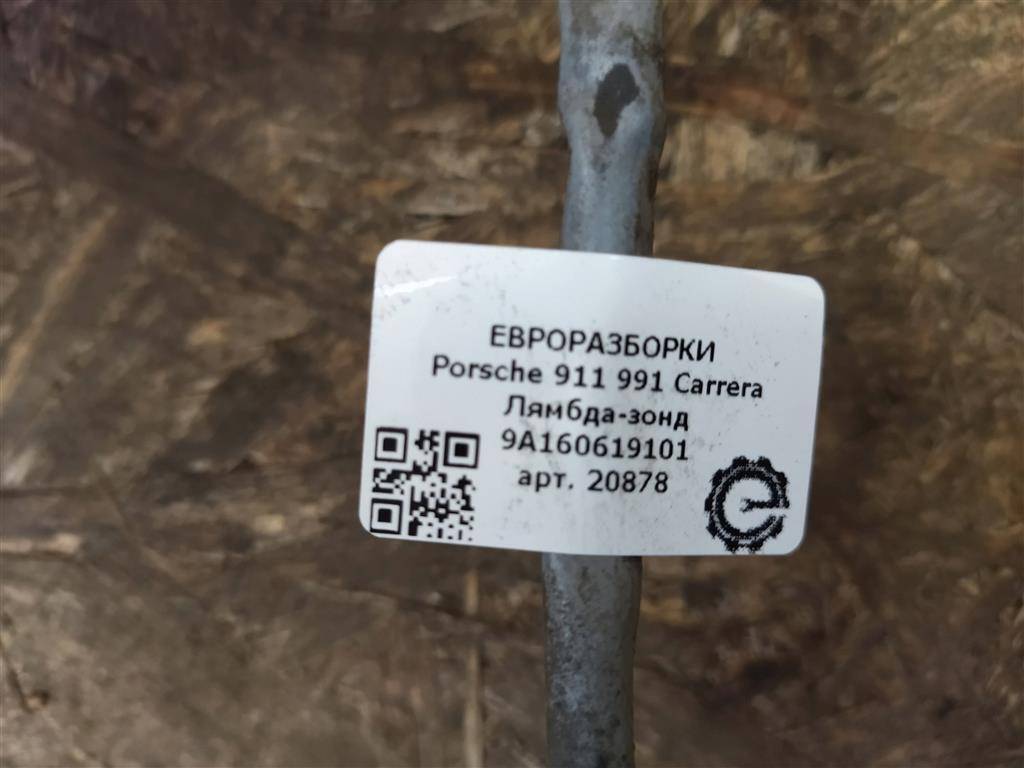 ЕВРОРАЗБОРКИ
Porsche 911 991 Carrera
Лямбда-зонд
9A160619101
арт. 20878